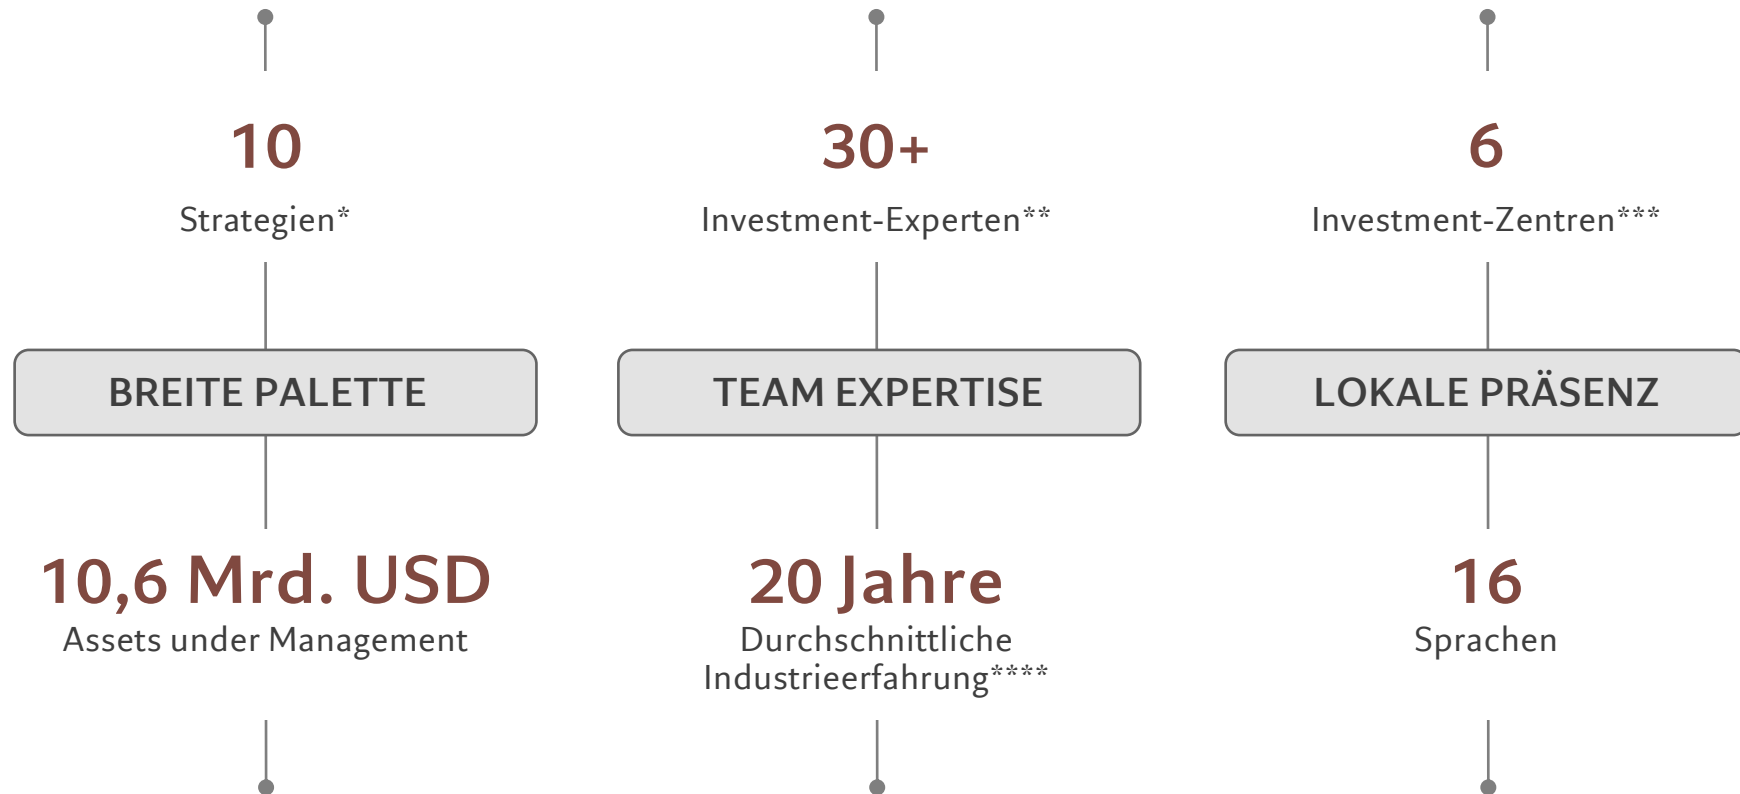 10
Strategien*
BREITE PALETTE
10,6 Mrd. USD
Assets under Management
30+
Investment-Experten**
TEAM EXPERTISE
20 Jahre
Durchschnittliche
Industrieerfahrung****
6
Investment-Zentren***
LOKALE PRÄSENZ
16
Sprachen